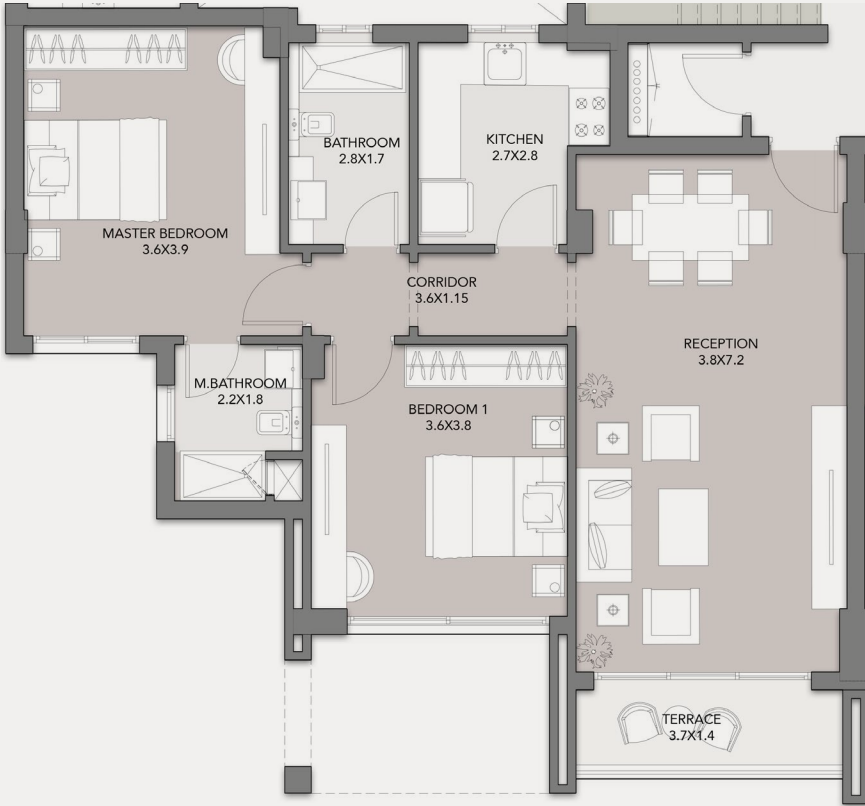 BATHROOM
2.8X1.7
KITCHEN
2.7X2.8
MASTER BEDROOM
3.6X3.9
CORRIDOR
3.6X1.15
RECEPTION
3.8X7.2
M.BATHROOM
2.2X1.8
BEDROOM 1
3.6X3.8
TERRACE
3.7X1.4